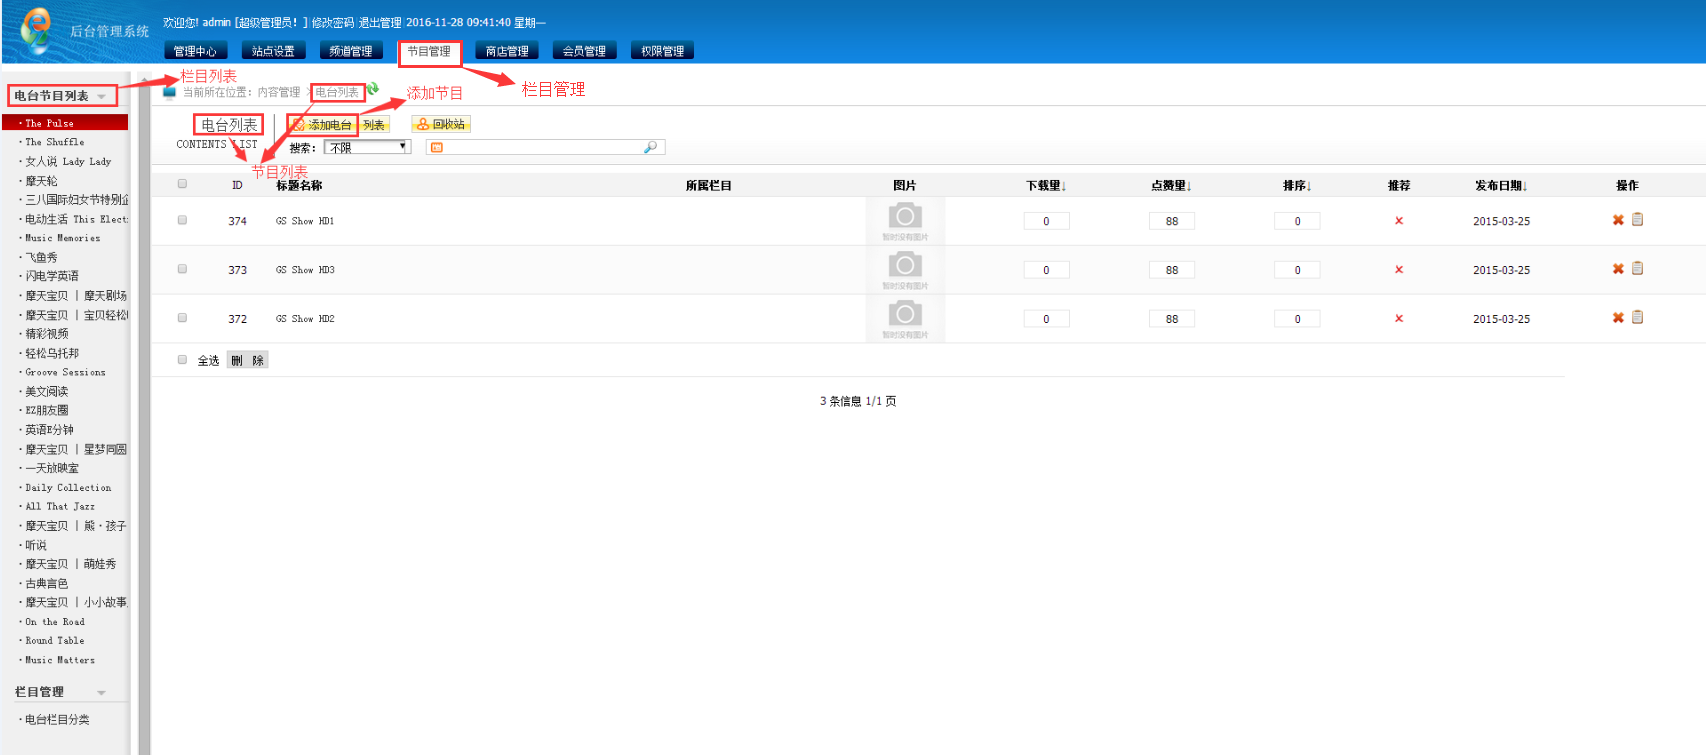 后台管理系统
欢迎您! admin [超级管理员! ] 修改密码 退出管理 2016-11-28 09:41:40 星期一
管理中心 站点设置 频道管理 节目管理 商店管理 会员管理 权限管理
栏目列表
栏目管理
当前所在位置: 内容管理 电台列表
添加节目
电台节目列表
电台列表
CONTENTS LIST
添加电台 列表 回收站
搜索: 不限
节目列表
ID 标题名称 所属栏目 图片 下载量↓ 点赞量↓ 排序↓ 推荐 发布日期↓ 操作
374 GS Show HD1 暂时没有图片 0 88 0 2015-03-25
373 GS Show HD3 暂时没有图片 0 88 0 2015-03-25
372 GS Show HD2 暂时没有图片 0 88 0 2015-03-25
全选 删 除
3 条信息 1/1 页
·The Pulse
·The Shuffle
·女人说 Lady Lady
·摩天轮
·三八国际妇女节特别企
·电动生活 This Elect
·Music Memories
·飞鱼秀
·闪电学英语
·摩天宝贝 | 摩天剧场
·摩天宝贝 | 宝贝轻松
·精彩视频
·轻松乌托邦
·Groove Sessions
·美文阅读
·EZ朋友圈
·英语E分钟
·摩天宝贝 | 星梦同圆
·一天放映室
·Daily Collection
·All That Jazz
·摩天宝贝 | 熊·孩子
·听说
·摩天宝贝 | 萌娃秀
·古典言色
·摩天宝贝 | 小小故事
·On the Road
·Round Table
·Music Matters
栏目管理
·电台栏目分类